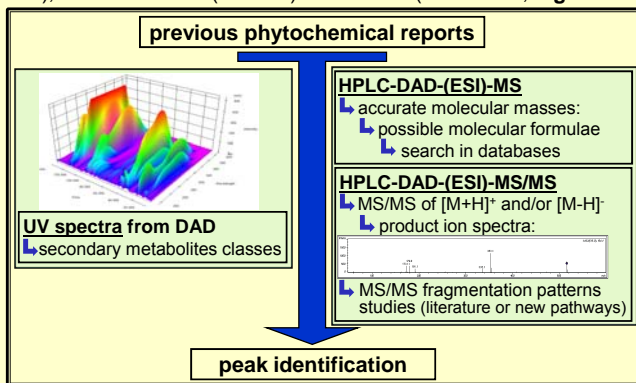 previous phytochemical reports
UV spectra from DAD
secondary metabolites classes
HPLC-DAD-(ESI)-MS
accurate molecular masses:
possible molecular formulae
search in databases
HPLC-DAD-(ESI)-MS/MS
MS/MS of [M+H]+ and/or [M-H]-
product ion spectra:
MS/MS fragmentation patterns
studies (literature or new pathways)
peak identification